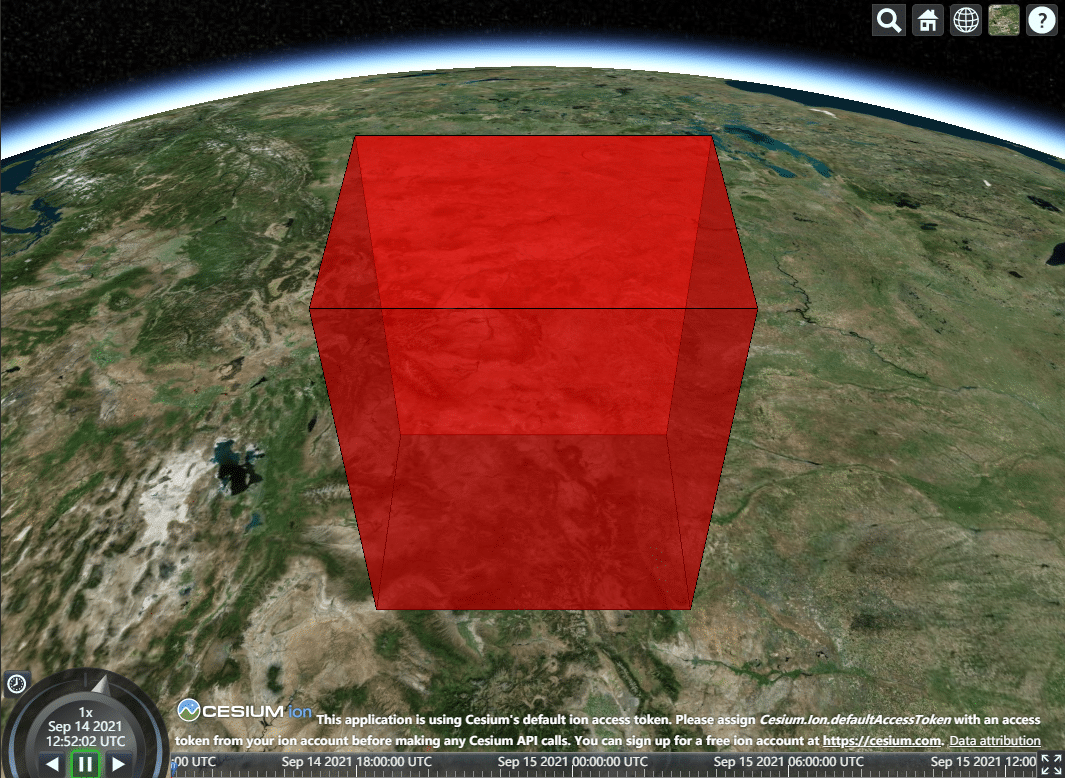 ?
1x
Sep 14 2021
12:52:02 UTC
CESIUM ion This application is using Cesium's default ion access token. Please assign Cesium.Ion.defaultAccessToken with an access
token from your ion account before making any Cesium API calls. You can sign up for a free ion account at https://cesium.com. Data attribution
:00 UTC Sep 14 2021 18:00:00 UTC Sep 15 2021 00:00:00 UTC Sep 15 2021 06:00:00 UTC Sep 15 2021 12:00